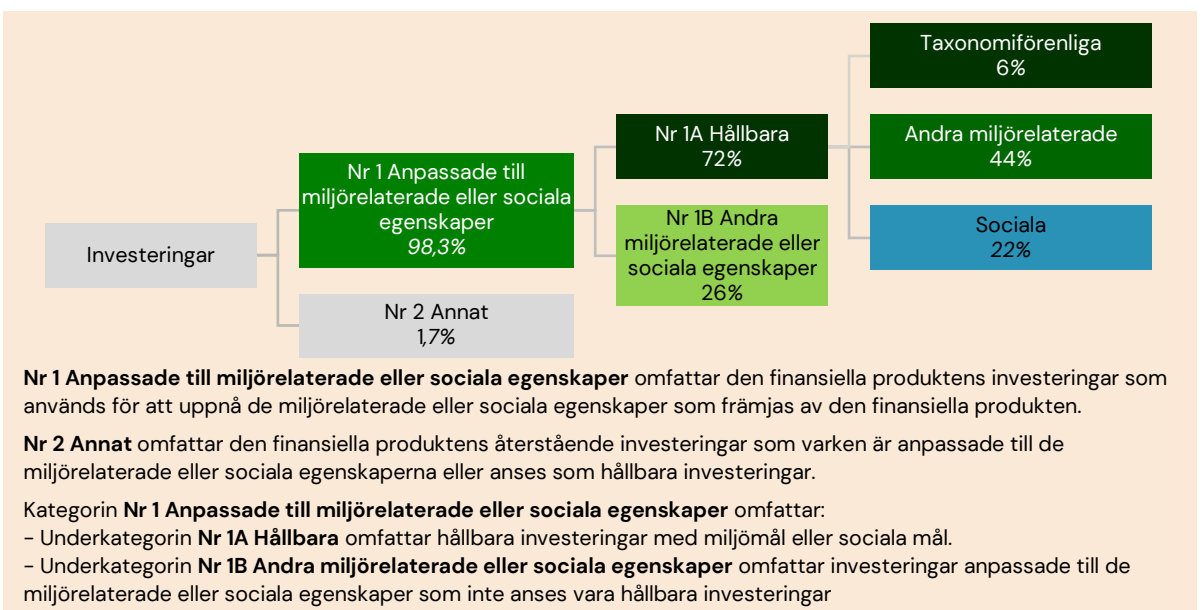 Taxonomiförenliga
6%
Nr 1A Hållbara
72%
Andra miljörelaterade
44%
Nr 1 Anpassade till
miljörelaterade eller sociala
egenskaper
98,3%
Nr 1B Andra
miljörelaterade eller
sociala egenskaper
26%
Sociala
22%
Investeringar
Nr 2 Annat
1,7%
Nr 1 Anpassade till miljörelaterade eller sociala egenskaper omfattar den finansiella produktens investeringar som
används för att uppnå de miljörelaterade eller sociala egenskaper som främjas av den finansiella produkten.
Nr 2 Annat omfattar den finansiella produktens återstående investeringar som varken är anpassade till de
miljörelaterade eller sociala egenskaperna eller anses som hållbara investeringar.
Kategorin Nr 1 Anpassade till miljörelaterade eller sociala egenskaper omfattar:
- Underkategorin Nr 1A Hållbara omfattar hållbara investeringar med miljömål eller sociala mål.
- Underkategorin Nr 1B Andra miljörelaterade eller sociala egenskaper omfattar investeringar anpassade till de
miljörelaterade eller sociala egenskaper som inte anses vara hållbara investeringar